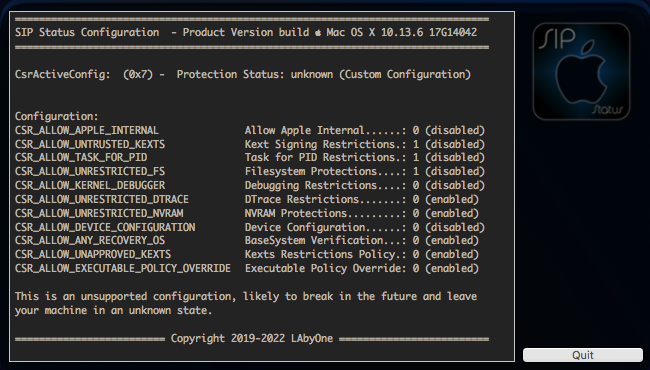 SIP Status Configuration  - Product Version build  Mac OS X 10.13.6 17G14042
CsrActiveConfig:  (0x7) -  Protection Status: unknown (Custom Configuration)
Configuration:
CSR_ALLOW_APPLE_INTERNAL Allow Apple Internal......: 0 (disabled)
CSR_ALLOW_UNTRUSTED_KEXTS Kext Signing Restrictions.: 1 (disabled)
CSR_ALLOW_TASK_FOR_PID Task for PID Restrictions.: 1 (disabled)
CSR_ALLOW_UNRESTRICTED_FS Filesystem Protections....: 1 (disabled)
CSR_ALLOW_KERNEL_DEBUGGER Debugging Restrictions....: 0 (disabled)
CSR_ALLOW_UNRESTRICTED_DTRACE DTrace Restrictions.......: 0 (enabled)
CSR_ALLOW_UNRESTRICTED_NVRAM NVRAM Protections.........: 0 (enabled)
CSR_ALLOW_DEVICE_CONFIGURATION Device Configuration......: 0 (disabled)
CSR_ALLOW_ANY_RECOVERY_OS BaseSystem Verification...: 0 (enabled)
CSR_ALLOW_UNAPPROVED_KEXTS Kexts Restrictions Policy.: 0 (enabled)
CSR_ALLOW_EXECUTABLE_POLICY_OVERRIDE Executable Policy Override: 0 (enabled)
This is an unsupported configuration, likely to break in the future and leave
your machine in an unknown state.
Copyright 2019-2022 LAbyOne
SIP
Status
Quit